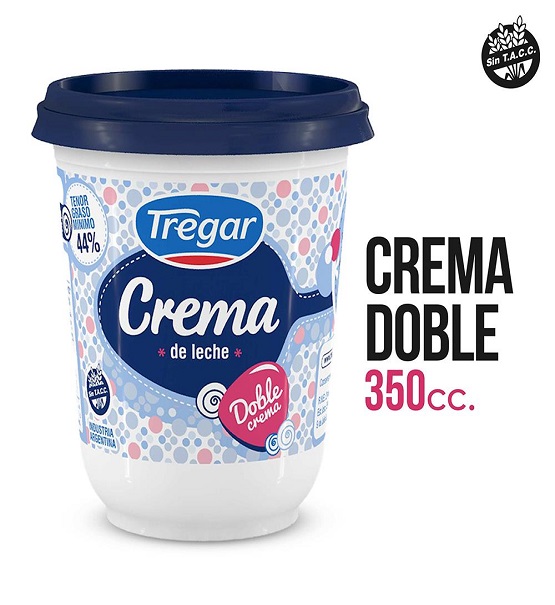 Sin T.A.C.C.
TENOR
GRASO
MINIMO
44%
Tregar
Crema
* de leche *
Doble
crema
Sin T.A.C.C.
INDUSTRIA
ARGENTINA
CREMA
DOBLE
350cc.